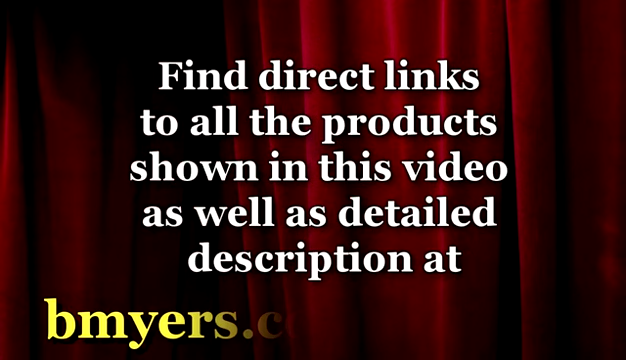 Find direct links
to all the products
shown in this video
as well as detailed
description at
bmyers.c